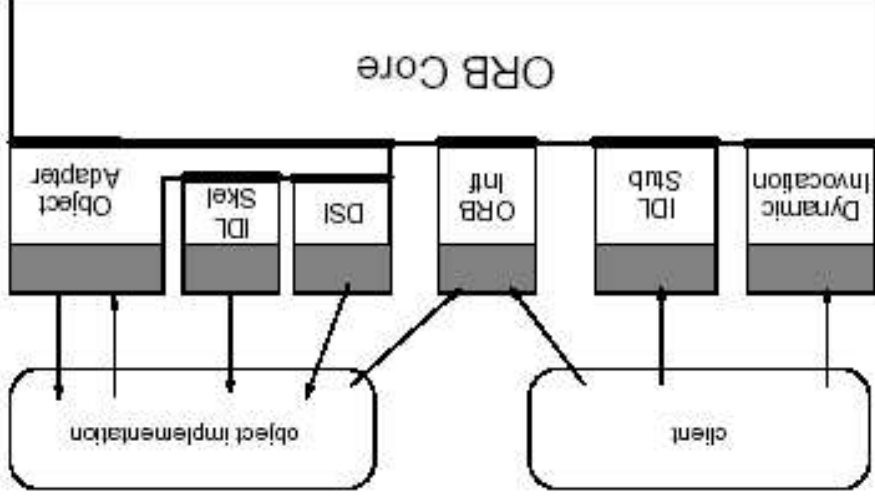 client
object implementation
Dynamic
Invocation
IDL
Stub
ORB
Intf
DSI
IDL
Skel
Object
Adapter
ORB Core